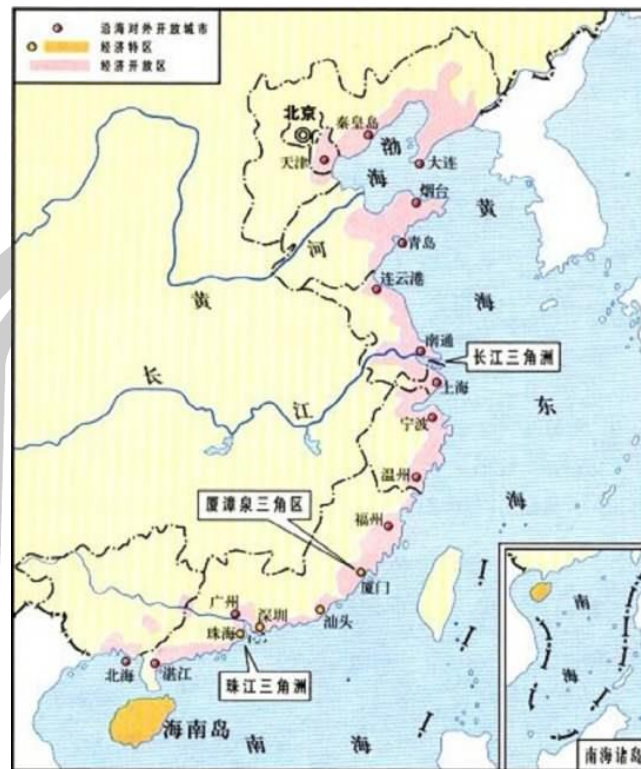 沿海对外开放城市
经济特区
经济开放区
北京
秦皇岛
渤
海
天津
大连
烟台
黄
海
河
黄
青岛
连云港
南通
长江三角洲
长
江
上海
东
海
宁波
温州
厦漳泉三角区
福州
厦门
广州
深圳
汕头
珠海
北海
湛江
珠江三角洲
海南岛
南
海
南
海
南海诸岛